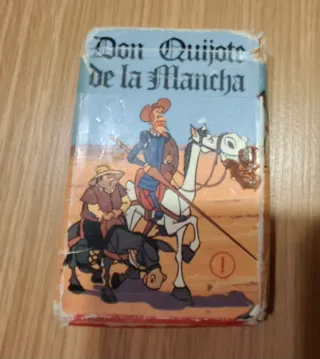 Don Quijote
de la Mancha
1